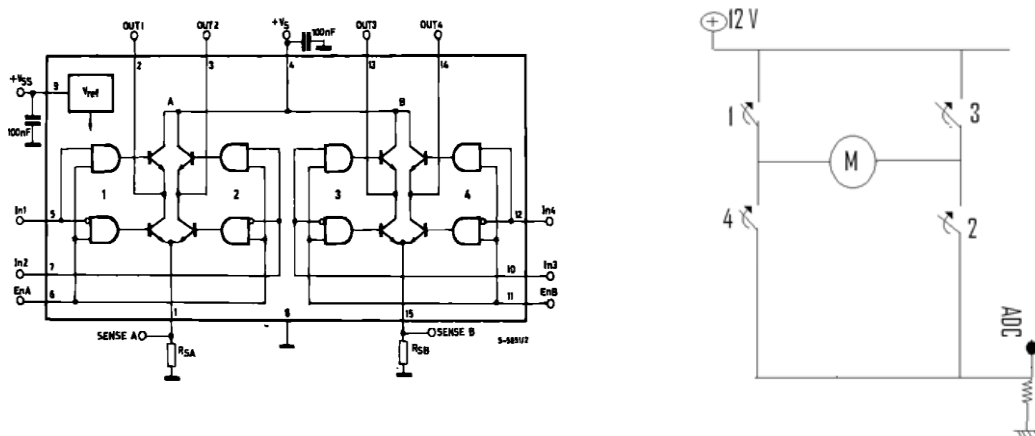 OUT1 OUT2 +Vs OUT3 OUT4
100nF
2 3 4 13 14
+VSS 9 Vref
100nF
A B
1 2 3 4
In1 5 12 In4
In2 7 10 In3
EnA 6 11 EnB
1 8 15
SENSE A SENSE B
S-5851/2
RSA RSB
+ 12 V
1 3
M
4 2
ADC